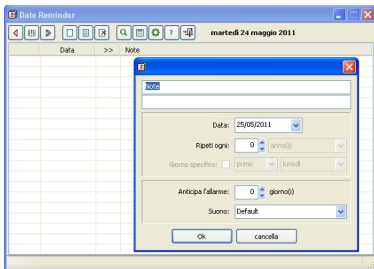 Date Reminder
martedì 24 maggio 2011
Data >> Note
Note
Data: 25/05/2011
Ripeti ogni: 0 anno(i)
Giorno specifico: primo lunedì
Anticipa l'allarme: 0 giorno(i)
Suono: Default
Ok cancella